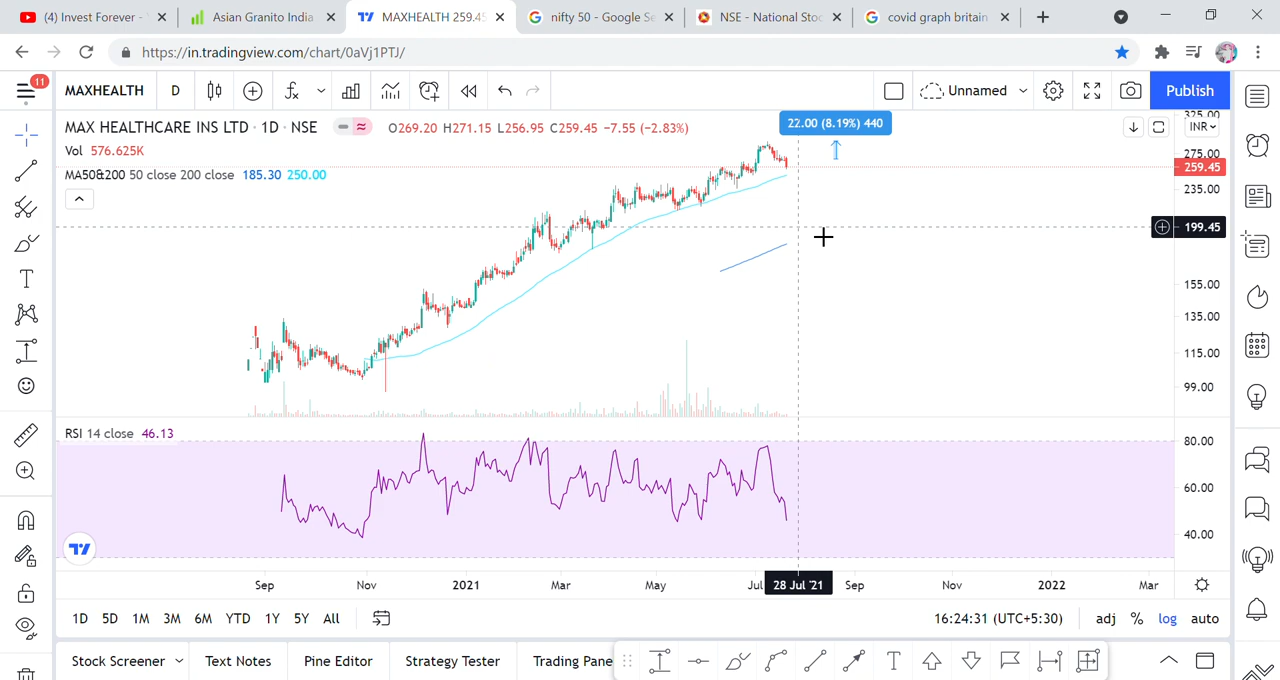 (4) Invest Forever -
Asian Granito India
MAXHEALTH 259.45
nifty 50 - Google Se
NSE - National Stoc
covid graph britain
https://in.tradingview.com/chart/0aVj1PTJ/
11
MAXHEALTH
D
Unnamed
Publish
MAX HEALTHCARE INS LTD · 1D · NSE
O269.20 H271.15 L256.95 C259.45 -7.55 (-2.83%)
Vol 576.625K
MA50&200 50 close 200 close 185.30 250.00
22.00 (8.19%) 440
INR
325.00
275.00
259.45
235.00
199.45
155.00
135.00
115.00
99.00
RSI 14 close 46.13
80.00
60.00
40.00
Sep
Nov
2021
Mar
May
Jul
28 Jul '21
Sep
Nov
2022
Mar
1D 5D 1M 3M 6M YTD 1Y 5Y All
16:24:31 (UTC+5:30)
adj % log auto
Stock Screener
Text Notes
Pine Editor
Strategy Tester
Trading Pane
T